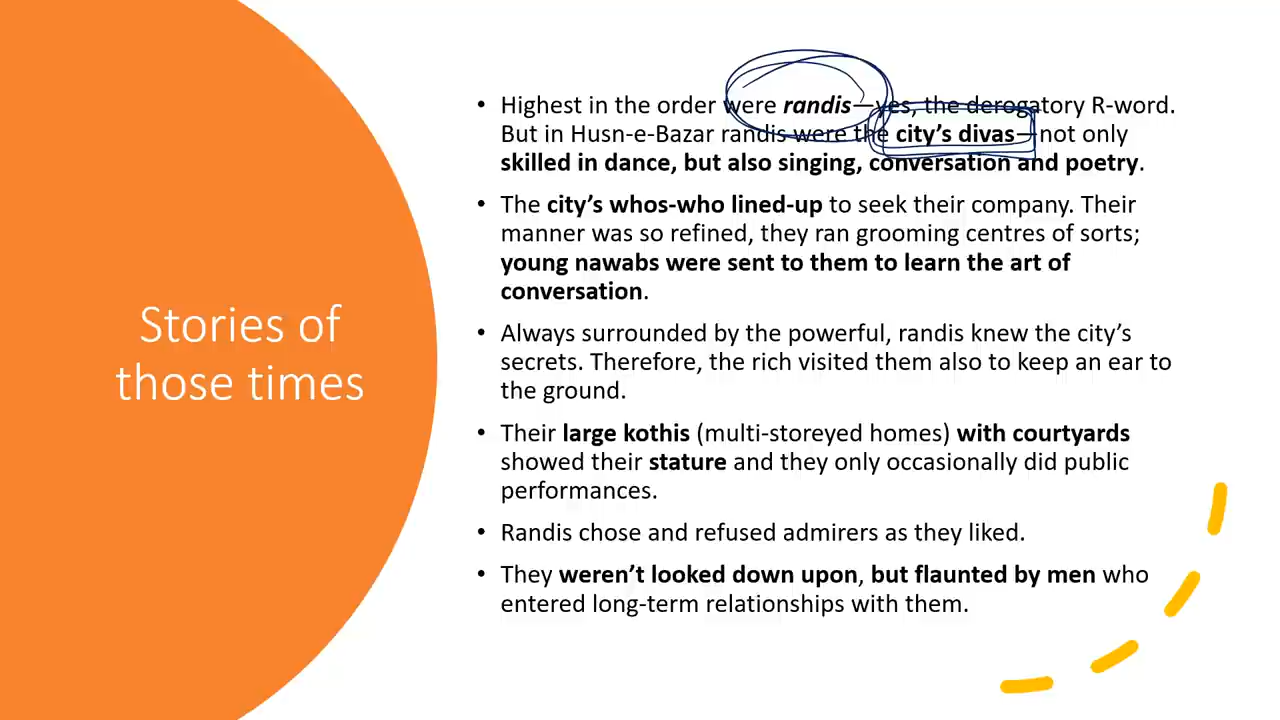 Stories of
those times
• Highest in the order were randis—yes, the derogatory R-word.
But in Husn-e-Bazar randis were the city’s divas—not only
skilled in dance, but also singing, conversation and poetry.
• The city’s whos-who lined-up to seek their company. Their
manner was so refined, they ran grooming centres of sorts;
young nawabs were sent to them to learn the art of
conversation.
• Always surrounded by the powerful, randis knew the city’s
secrets. Therefore, the rich visited them also to keep an ear to
the ground.
• Their large kothis (multi-storeyed homes) with courtyards
showed their stature and they only occasionally did public
performances.
• Randis chose and refused admirers as they liked.
• They weren’t looked down upon, but flaunted by men who
entered long-term relationships with them.